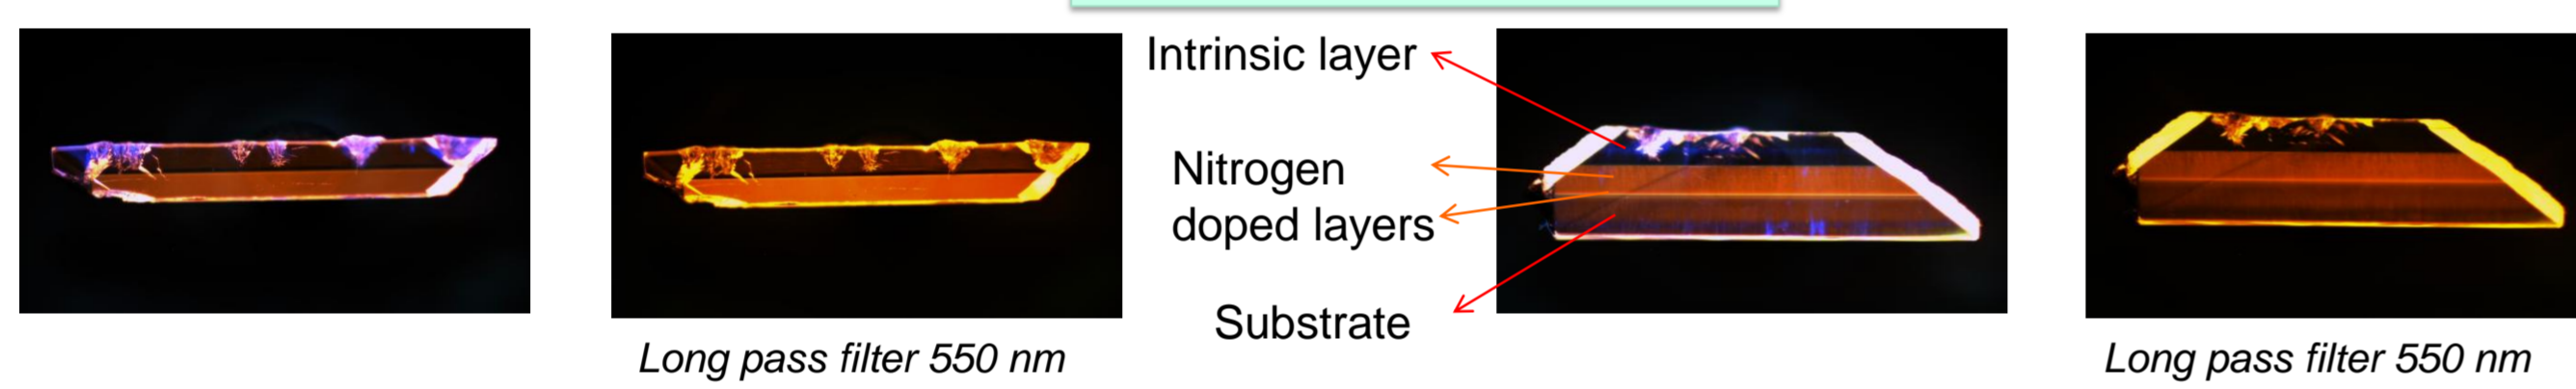 Intrinsic layer
Nitrogen
doped layers
Substrate
Long pass filter 550 nm
Long pass filter 550 nm